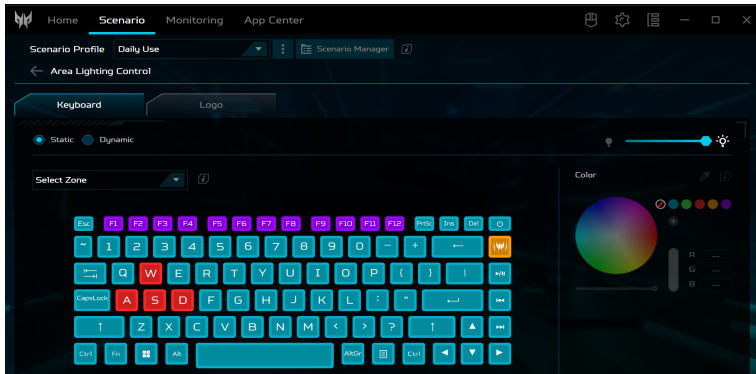 Home Scenario Monitoring App Center
Scenario Profile Daily Use Scenario Manager
Area Lighting Control
Keyboard Logo
Static Dynamic
Select Zone
Color
Esc F1 F2 F3 F4 F5 F6 F7 F8 F9 F10 F11 F12 PrtSc Ins Del
~ 1 2 3 4 5 6 7 8 9 0 - +
Q W E R T Y U I O P { } |
CapsLock A S D F G H J K L : "
Z X C V B N M < > ?
Ctrl Fn Alt AltGr Ctrl
R --
G --
B --